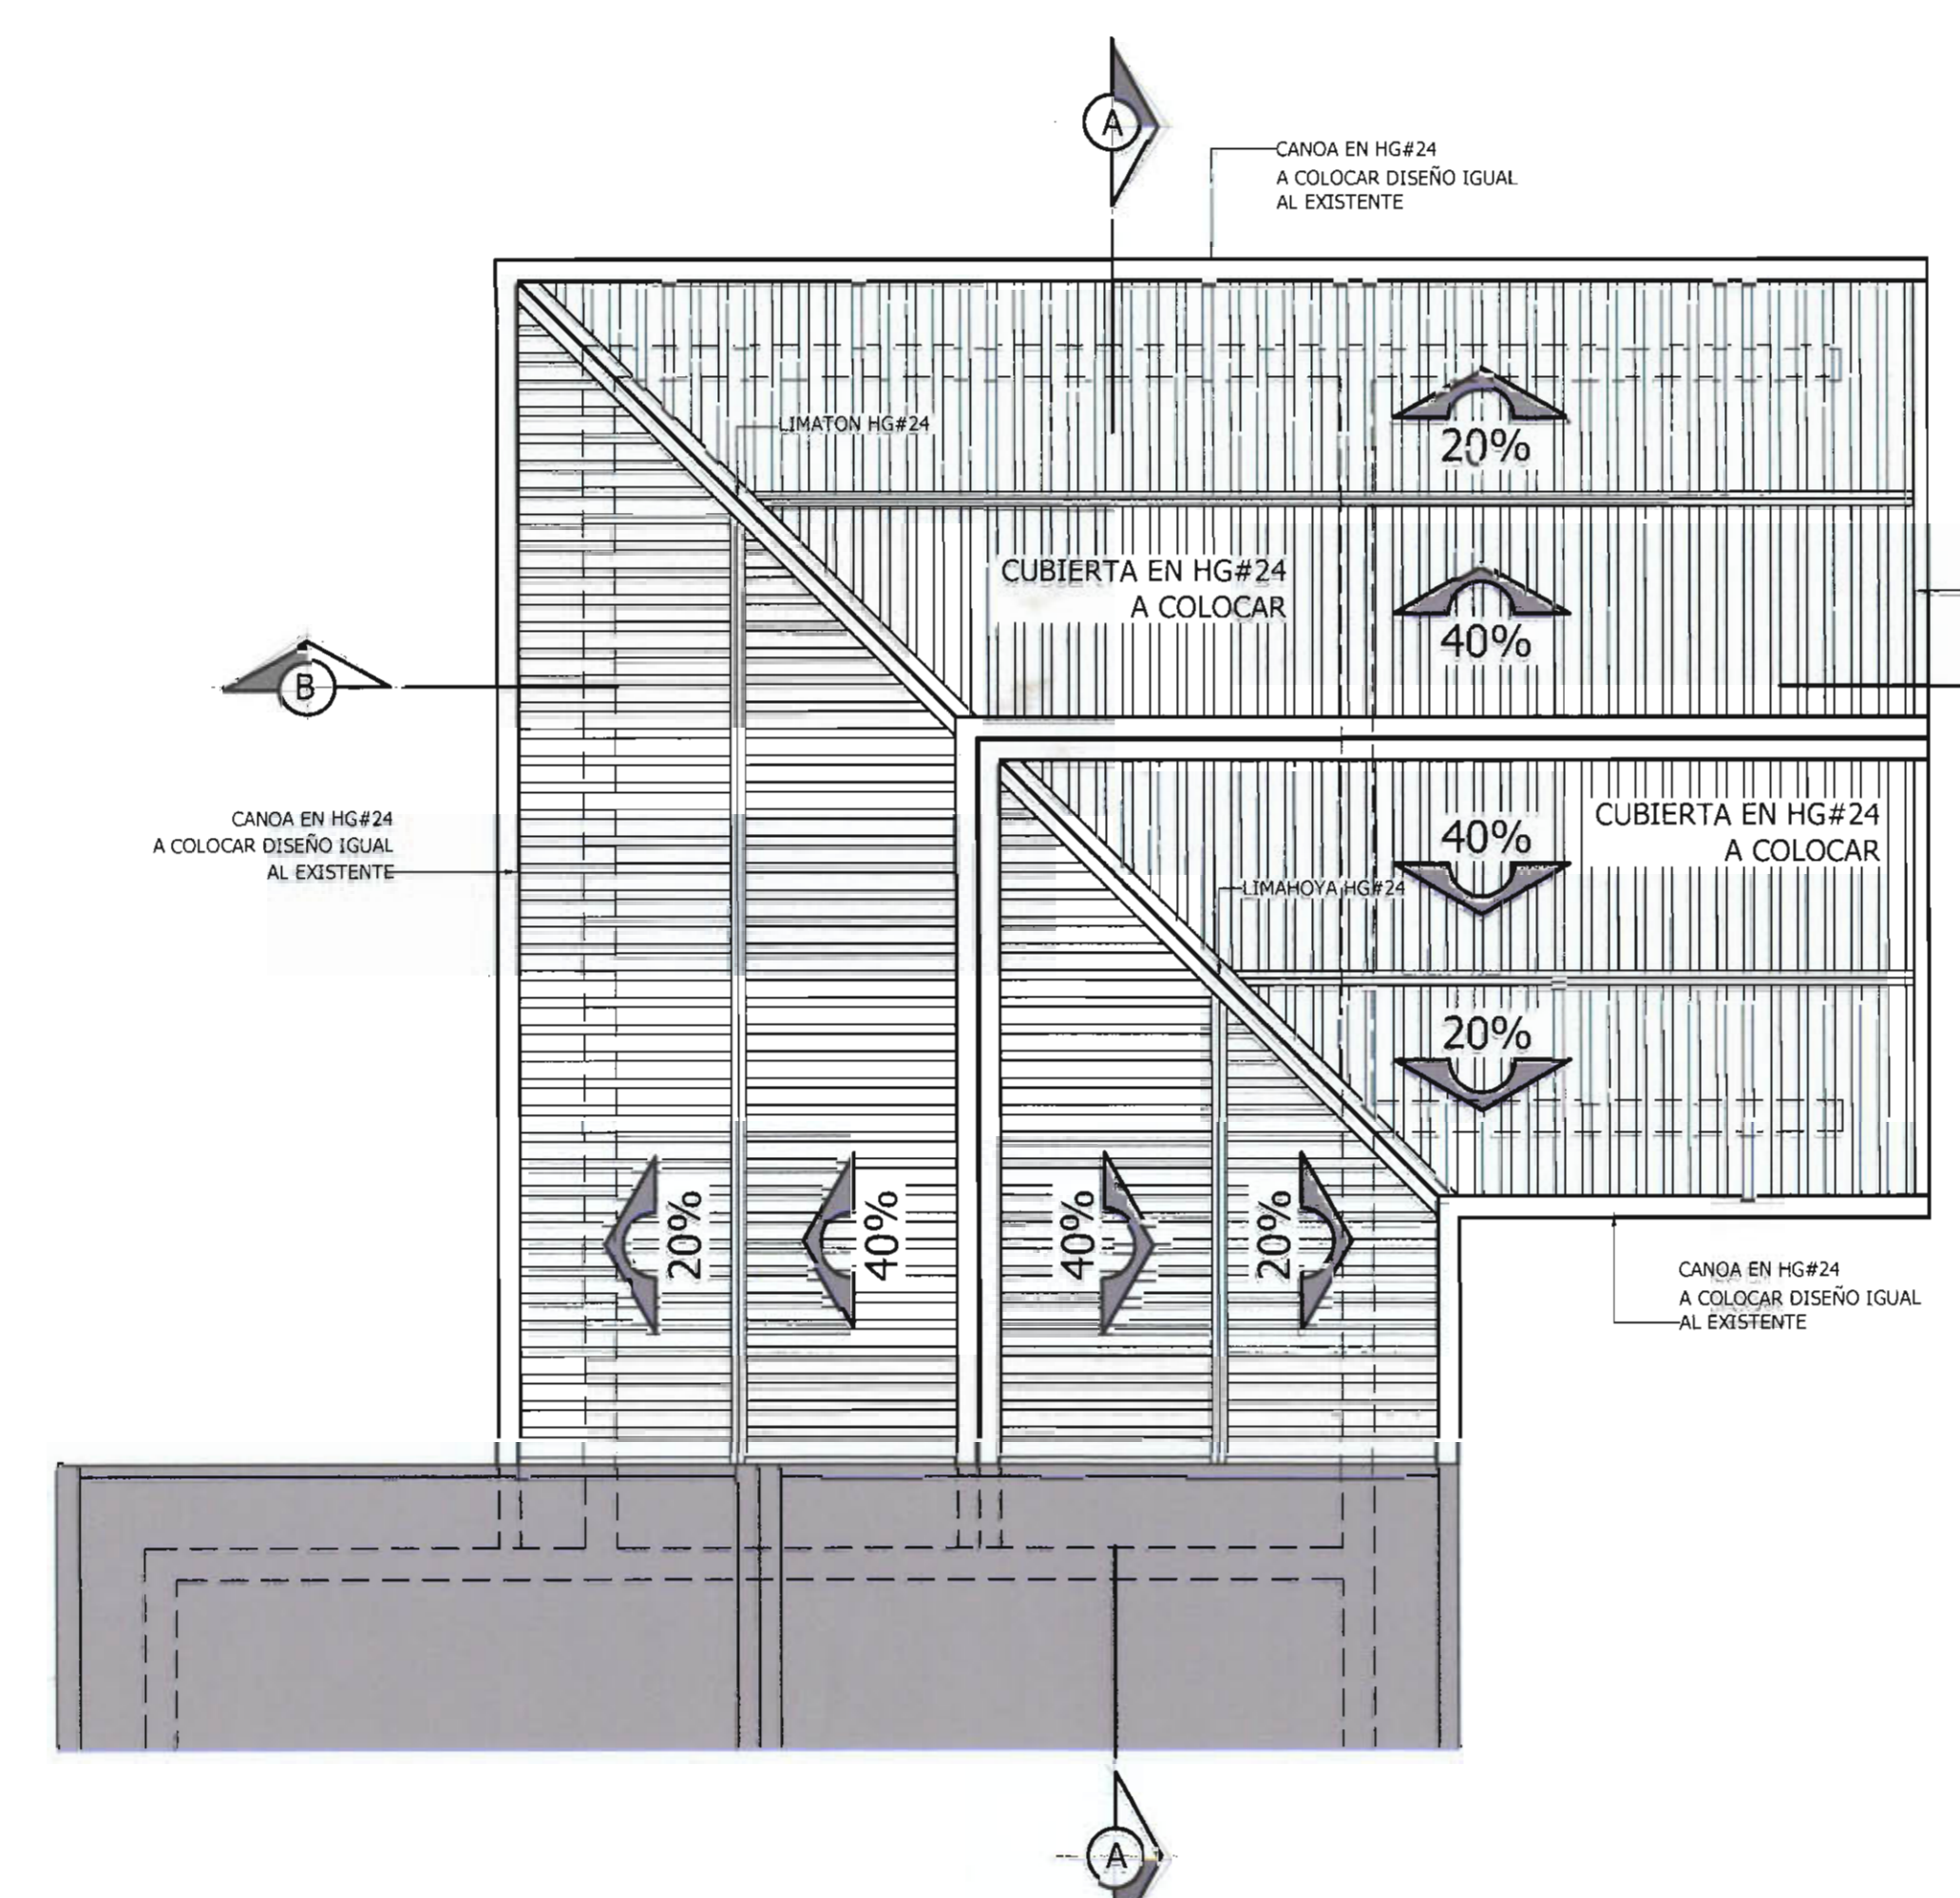 A
CANOA EN HG#24
A COLOCAR DISEÑO IGUAL
AL EXISTENTE
LIMATON HG#24
20%
CUBIERTA EN HG#24
A COLOCAR
40%
B
CANOA EN HG#24
A COLOCAR DISEÑO IGUAL
AL EXISTENTE
40%
CUBIERTA EN HG#24
A COLOCAR
LIMAHOYA HG#24
20%
20%
40%
40%
20%
CANOA EN HG#24
A COLOCAR DISEÑO IGUAL
AL EXISTENTE
A